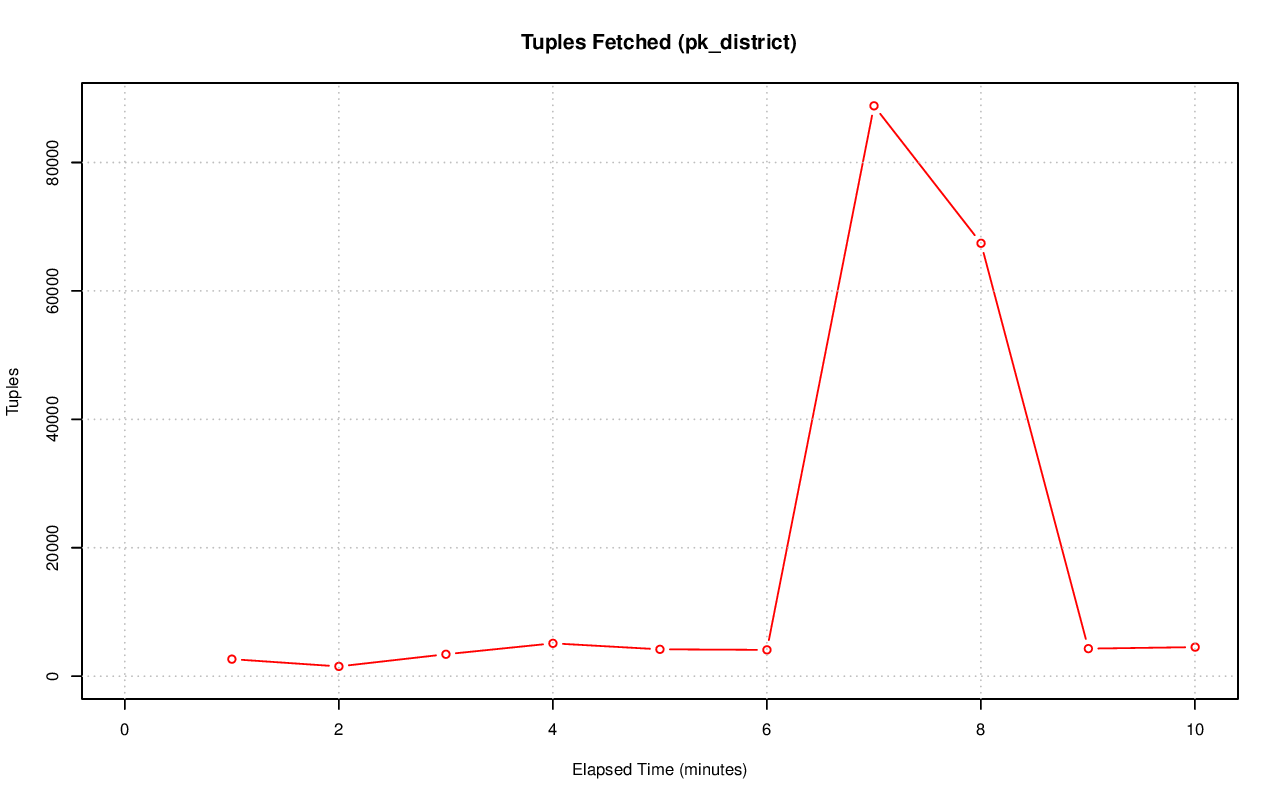 Tuples Fetched (pk_district)
Tuples
80000
60000
40000
20000
0
0 2 4 6 8 10
Elapsed Time (minutes)